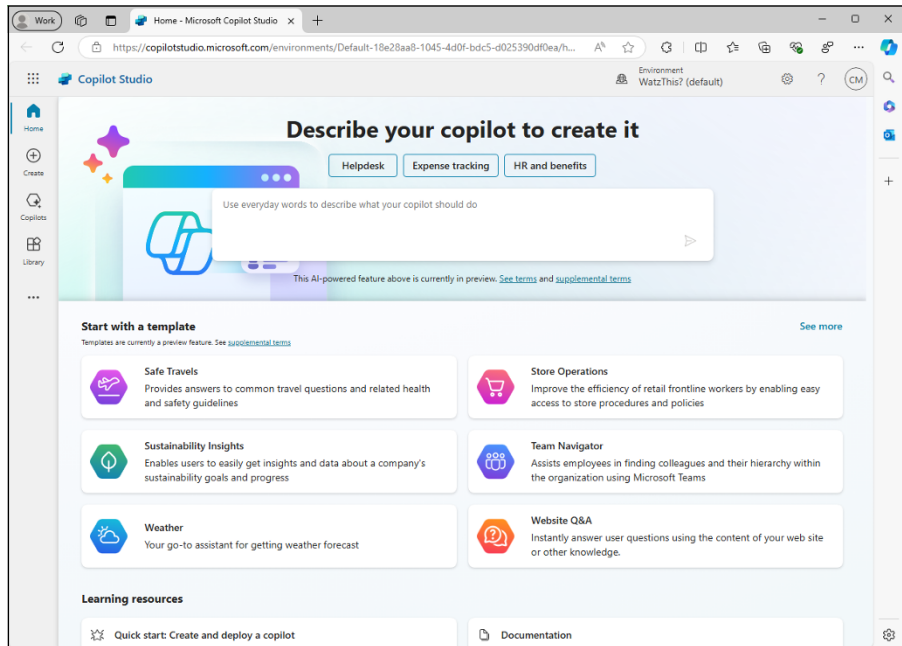 Work
Home - Microsoft Copilot Studio
https://copilotstudio.microsoft.com/environments/Default-18e28aa8-1045-4d0f-bdc5-d025390df0ea/h...
Copilot Studio
Environment
WatzThis? (default)
CM
Home
Create
Copilots
Library
Describe your copilot to create it
Helpdesk
Expense tracking
HR and benefits
Use everyday words to describe what your copilot should do
This AI-powered feature above is currently in preview. See terms and supplemental terms
Start with a template
See more
Templates are currently a preview feature. See supplemental terms
Safe Travels
Provides answers to common travel questions and related health
and safety guidelines
Store Operations
Improve the efficiency of retail frontline workers by enabling easy
access to store procedures and policies
Sustainability Insights
Enables users to easily get insights and data about a company's
sustainability goals and progress
Team Navigator
Assists employees in finding colleagues and their hierarchy within
the organization using Microsoft Teams
Weather
Your go-to assistant for getting weather forecast
Website Q&A
Instantly answer user questions using the content of your web site
or other knowledge.
Learning resources
Quick start: Create and deploy a copilot
Documentation